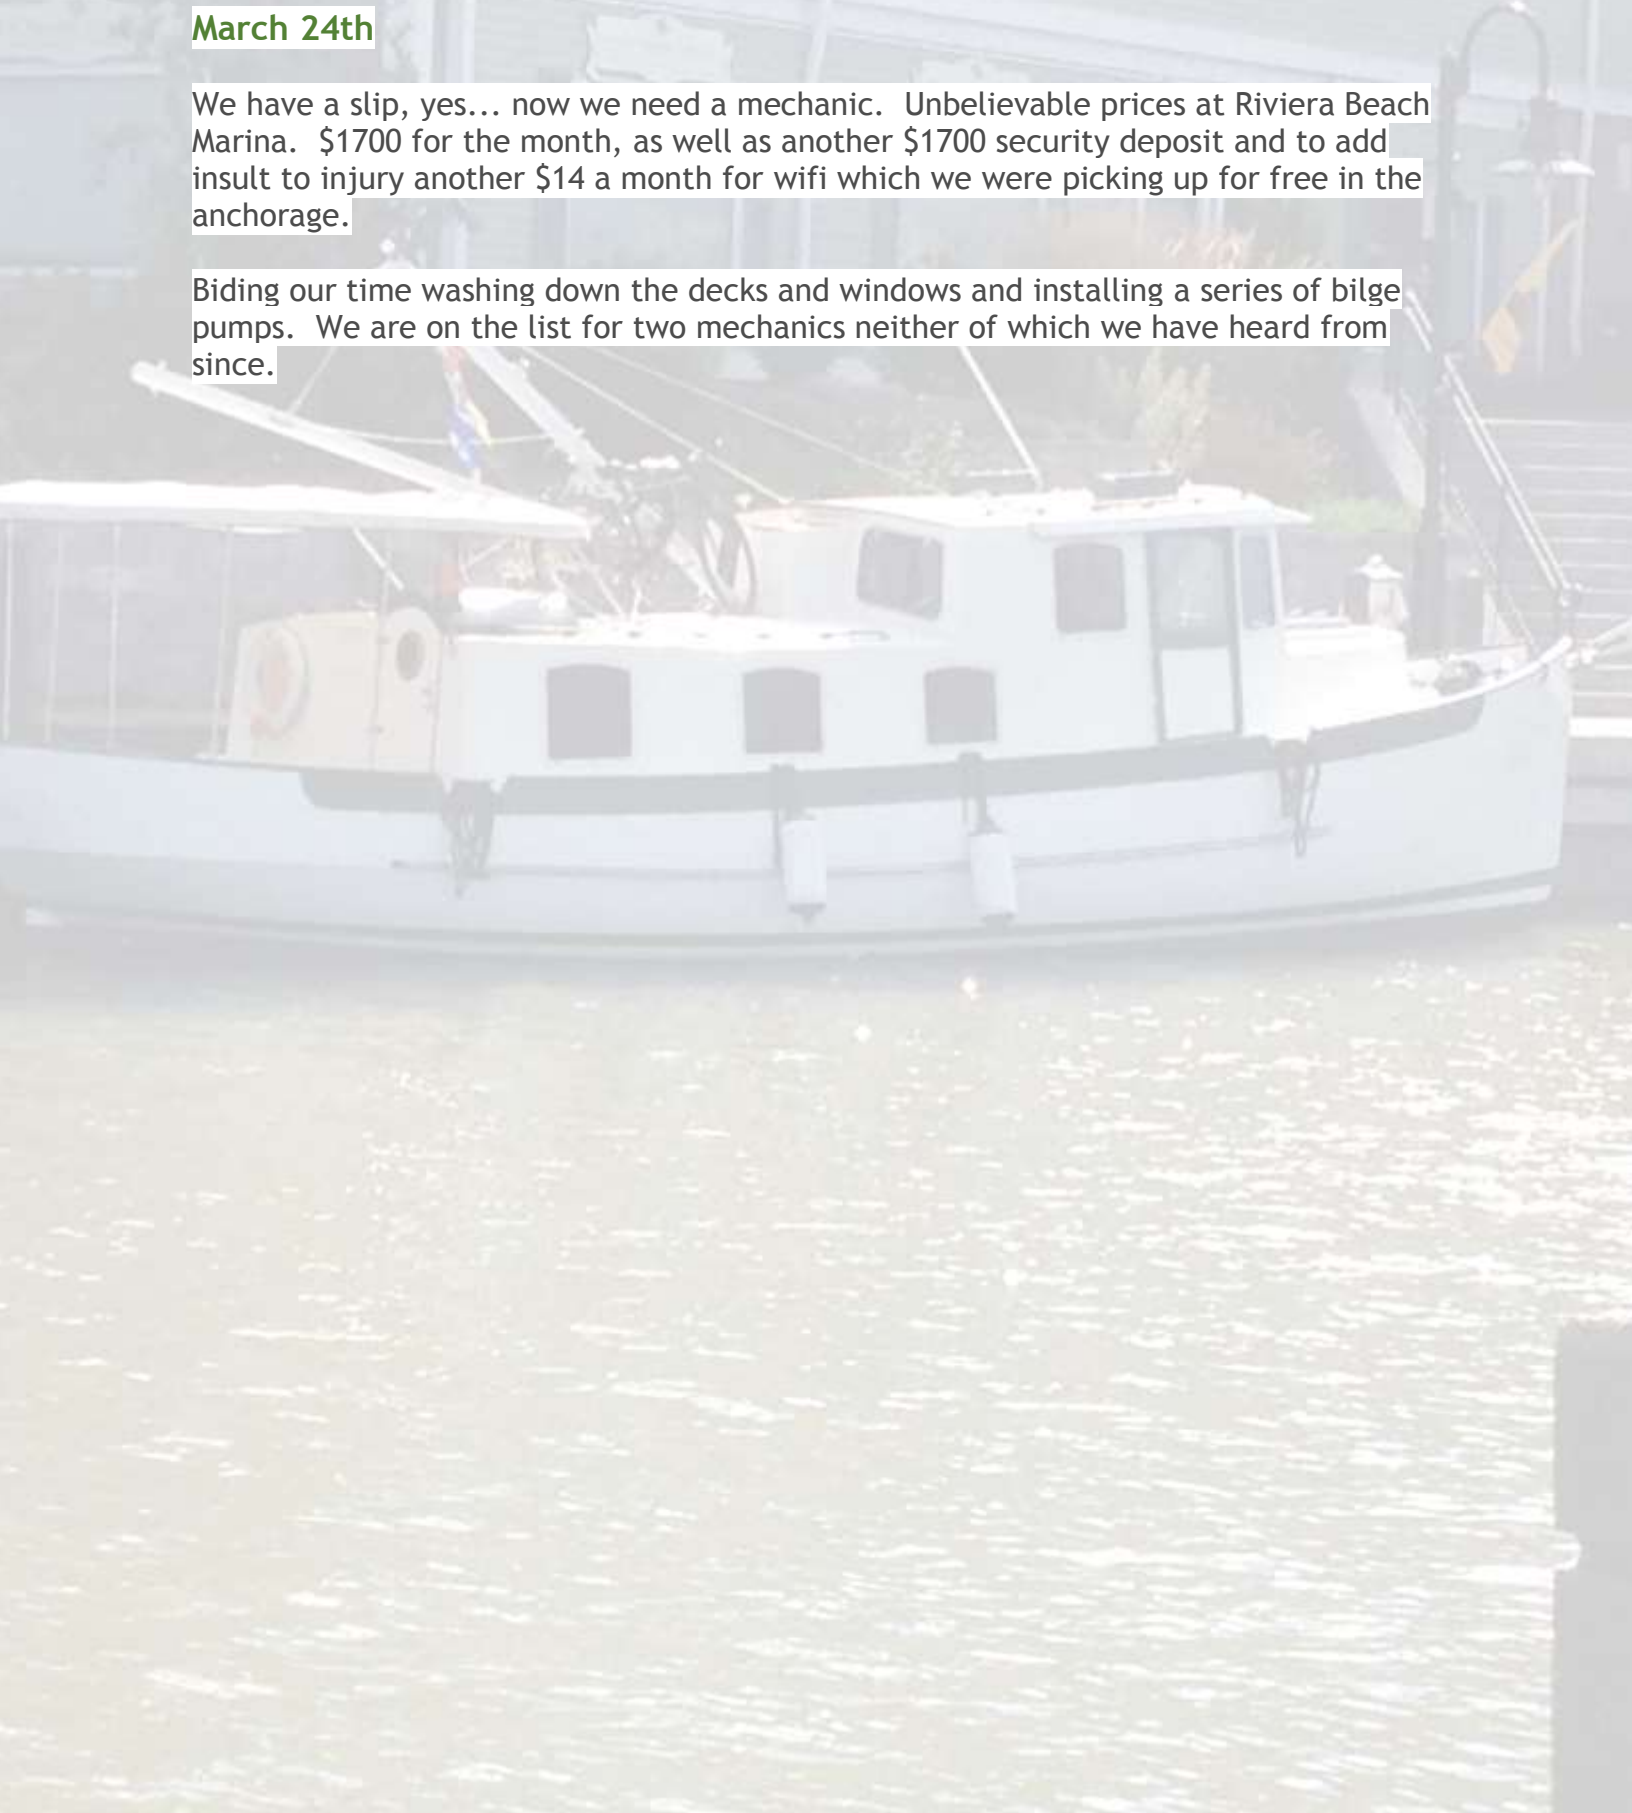 March 24th
We have a slip, yes... now we need a mechanic.  Unbelievable prices at Riviera Beach
Marina.  $1700 for the month, as well as another $1700 security deposit and to add
insult to injury another $14 a month for wifi which we were picking up for free in the
anchorage.
Biding our time washing down the decks and windows and installing a series of bilge
pumps.  We are on the list for two mechanics neither of which we have heard from
since.